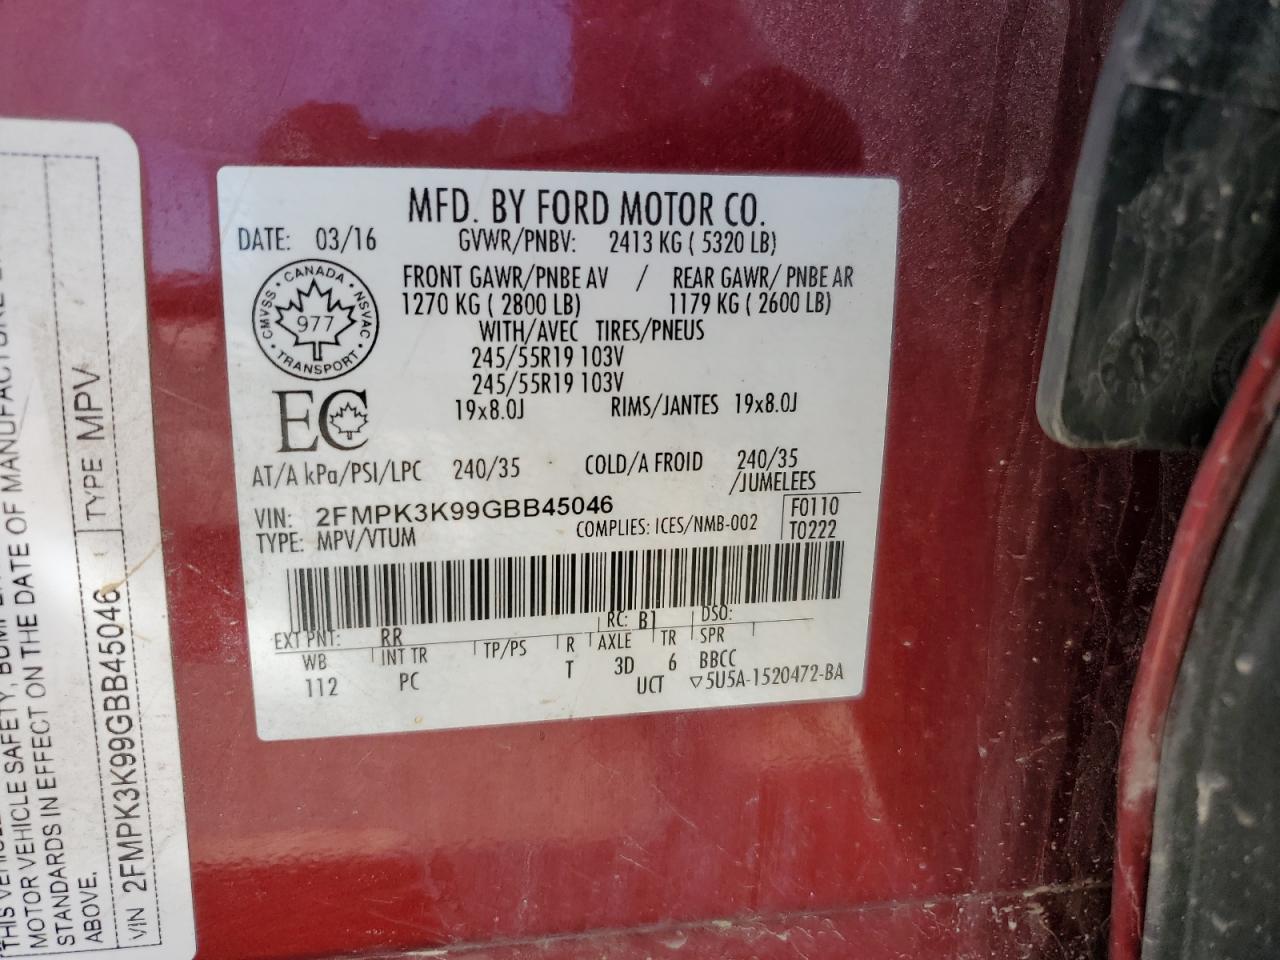 MFD. BY FORD MOTOR CO.
DATE: 03/16 GVWR/PNBV: 2413 KG ( 5320 LB)
FRONT GAWR/PNBE AV / REAR GAWR/ PNBE AR
1270 KG ( 2800 LB) 1179 KG ( 2600 LB)
WITH/AVEC TIRES/PNEUS
245/55R19 103V
245/55R19 103V
19x8.0J RIMS/JANTES 19x8.0J
CANADA
CMVSS NSVAC
977
TRANSPORT
EC
AT/A kPa/PSI/LPC 240/35 COLD/A FROID 240/35
/JUMELEES
VIN: 2FMPK3K99GBB45046 F0110
TYPE: MPV/VTUM COMPLIES: ICES/NMB-002 T0222
RC: B1 DSO:
EXT PNT: RR
WB INT TR TP/PS R AXLE TR SPR
112 PC T 3D 6 BBCC
UCT ▽5U5A-1520472-BA
MOTOR VEHICLE SAFETY,
STANDARDS IN EFFECT ON THE DATE OF MANUFACTURE
ABOVE.
VIN 2FMPK3K99GBB45046 TYPE MPV